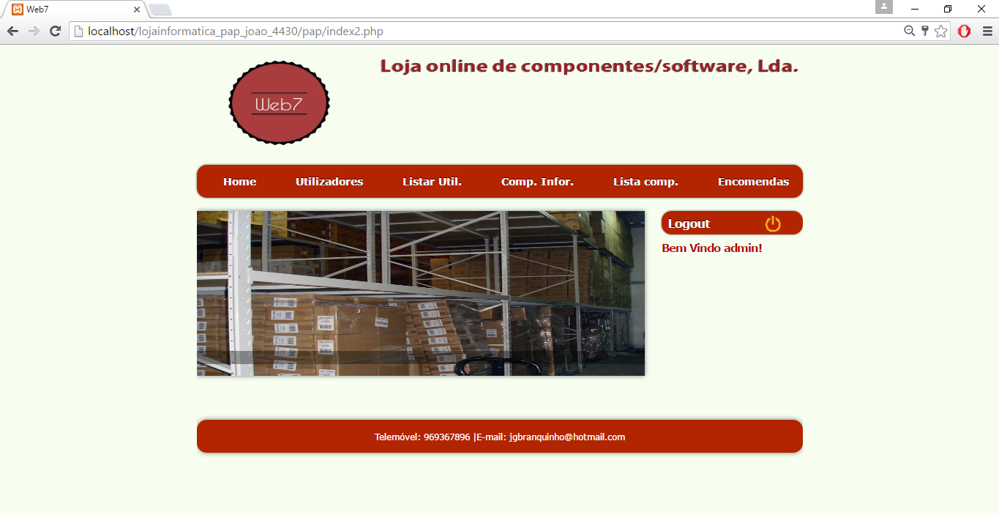 Web7
localhost/lojainformatica_pap_joao_4430/pap/index2.php
Loja online de componentes/software, Lda.
Web7
Home Utilizadores Listar Util. Comp. Infor. Lista comp. Encomendas
Logout
Bem Vindo admin!
Telemóvel: 969367896 |E-mail: jgbranquinho@hotmail.com